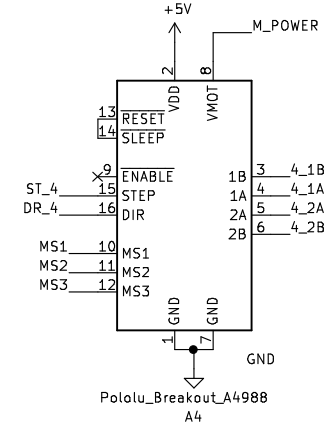 +5V
M_POWER
2
8
VDD
VMOT
13
RESET
14
SLEEP
9
ENABLE
3
1B
4_1B
ST_4
15
STEP
4
1A
4_1A
DR_4
16
DIR
5
2A
4_2A
6
2B
4_2B
MS1
10
MS1
MS2
11
MS2
MS3
12
MS3
GND
GND
1
7
GND
Pololu_Breakout_A4988
A4